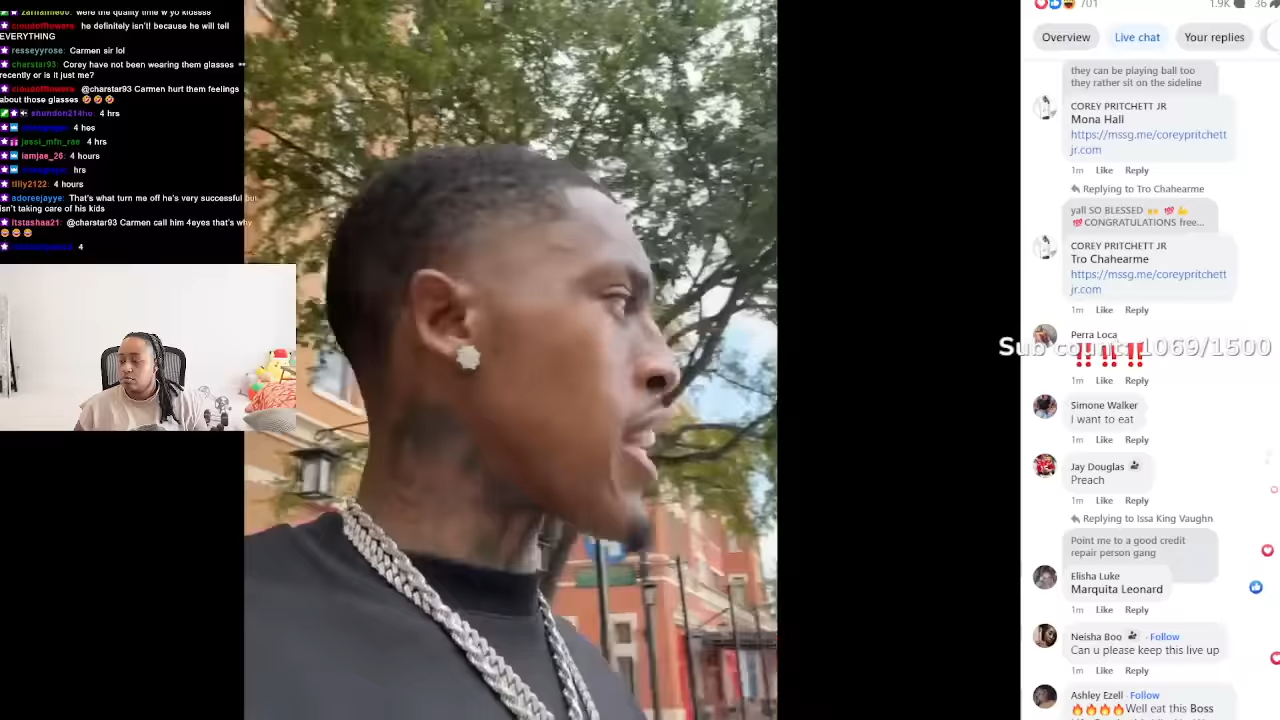 zarnamello: were the quality time w yo kidssss
cloudofflowers: he definitely isn'tl because he will tell
EVERYTHING
resseyyrose: Carmen sir lol
charstar93: Corey have not been wearing them glasses
recently or is it just me?
cloudofflowers: @charstar93 Carmen hurt them feelings
about those glasses 🤣🤣🤣
shundon214ho: 4 hrs
4 hes
jessi_mfn_rae: 4 hrs
iamjae_26: 4 hours
hrs
tilly2122: 4 hours
adoreejayye: That's what turn me off he's very successful but
isn't taking care of his kids
itstashaa21: @charstar93 Carmen call him 4eyes that's why
4
701
1.9K
36
Overview
Live chat
Your replies
they can be playing ball too
they rather sit on the sideline
COREY PRITCHETT JR
Mona Hall
https://mssg.me/coreypritchett
jr.com
1m Like Reply
Replying to Tro Chahearme
yall SO BLESSED 🙌 💯 💪
💯CONGRATULATIONS free...
COREY PRITCHETT JR
Tro Chahearme
https://mssg.me/coreypritchett
jr.com
1m Like Reply
Perra Loca
Sub count: 1069/1500
‼️ ‼️ ‼️
1m Like Reply
Simone Walker
I want to eat
1m Like Reply
Jay Douglas
Preach
1m Like Reply
Replying to Issa King Vaughn
Point me to a good credit
repair person gang
Elisha Luke
Marquita Leonard
1m Like Reply
Neisha Boo · Follow
Can u please keep this live up
1m Like Reply
Ashley Ezell · Follow
🔥🔥🔥🔥Well eat this Boss